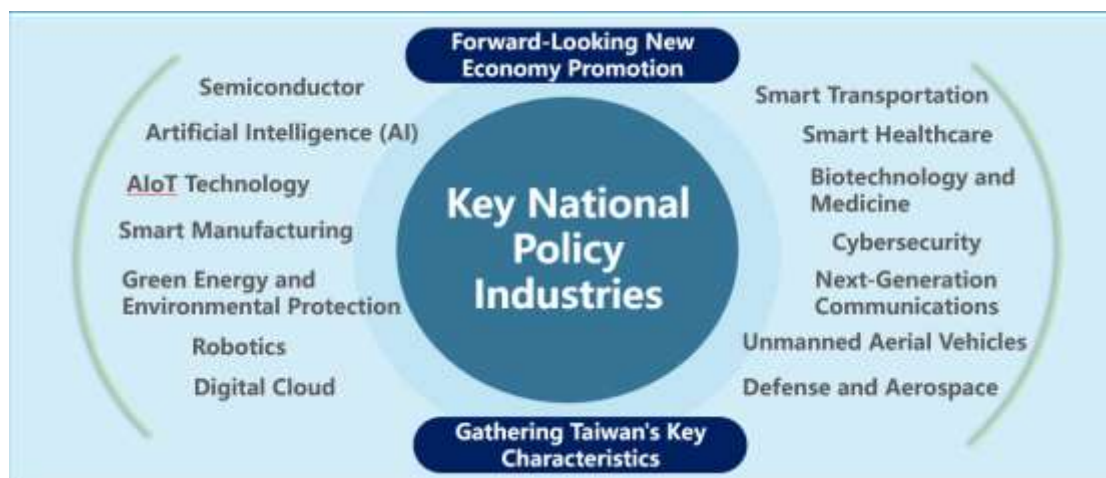 Forward-Looking New
Economy Promotion
Semiconductor
Artificial Intelligence (AI)
AIoT Technology
Smart Manufacturing
Green Energy and
Environmental Protection
Robotics
Digital Cloud
Key National
Policy
Industries
Smart Transportation
Smart Healthcare
Biotechnology and
Medicine
Cybersecurity
Next-Generation
Communications
Unmanned Aerial Vehicles
Defense and Aerospace
Gathering Taiwan's Key
Characteristics